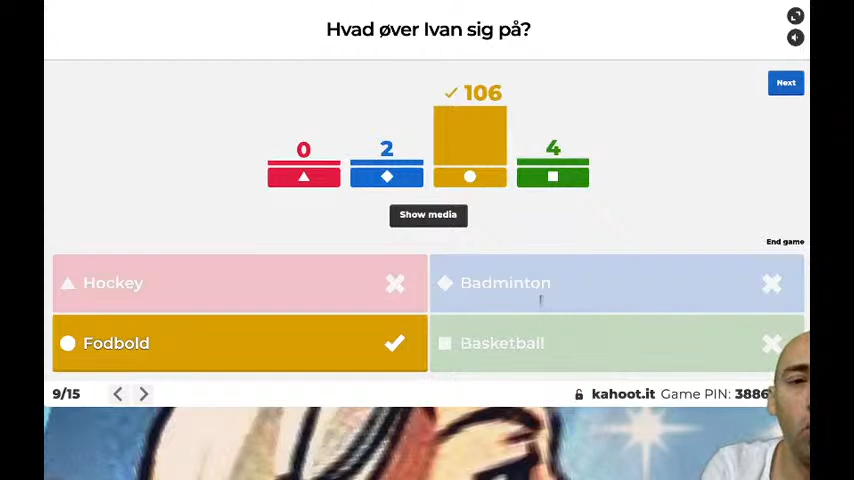 Hvad øver Ivan sig på?
Next
106
0
2
4
Show media
End game
Hockey
Badminton
Fodbold
Basketball
9/15
kahoot.it Game PIN: 3886